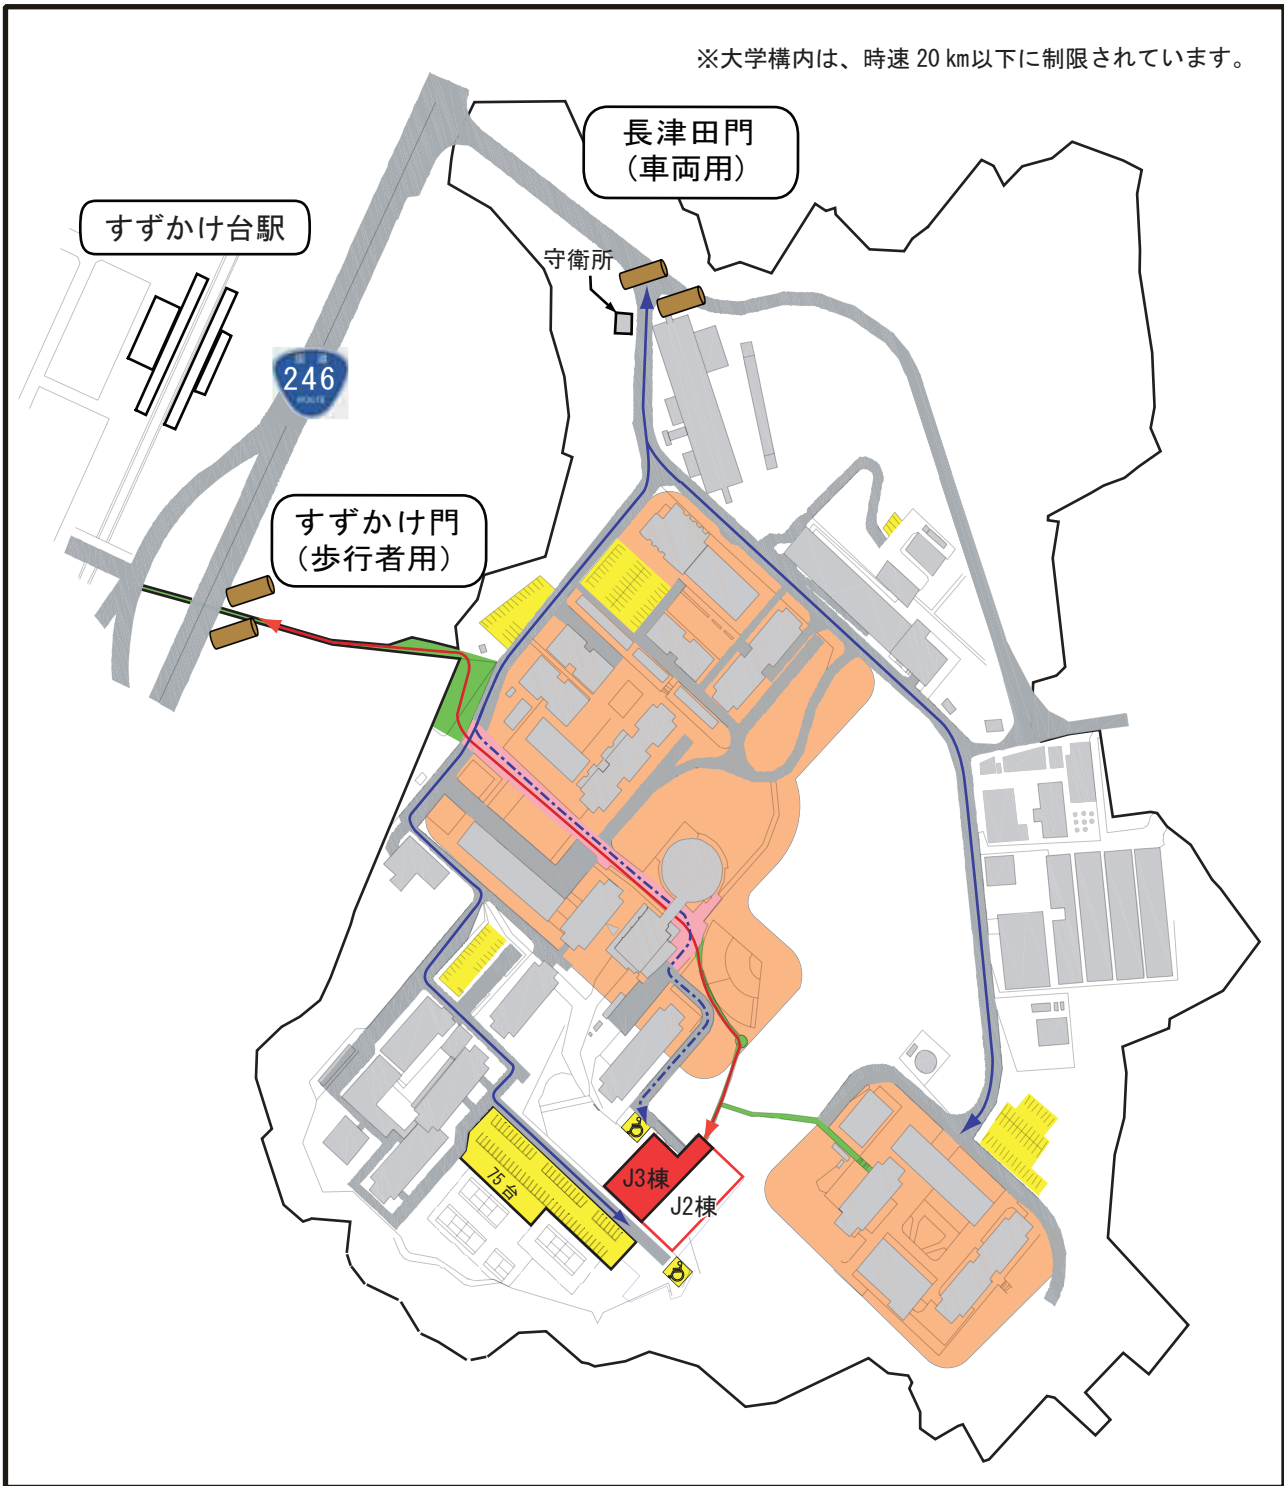 ※大学構内は、時速 20 km以下に制限されています。
長津田門
(車両用)
すずかけ台駅
守衛所
246
ROUTE
すずかけ門
(歩行者用)
J3棟
J2棟
75台